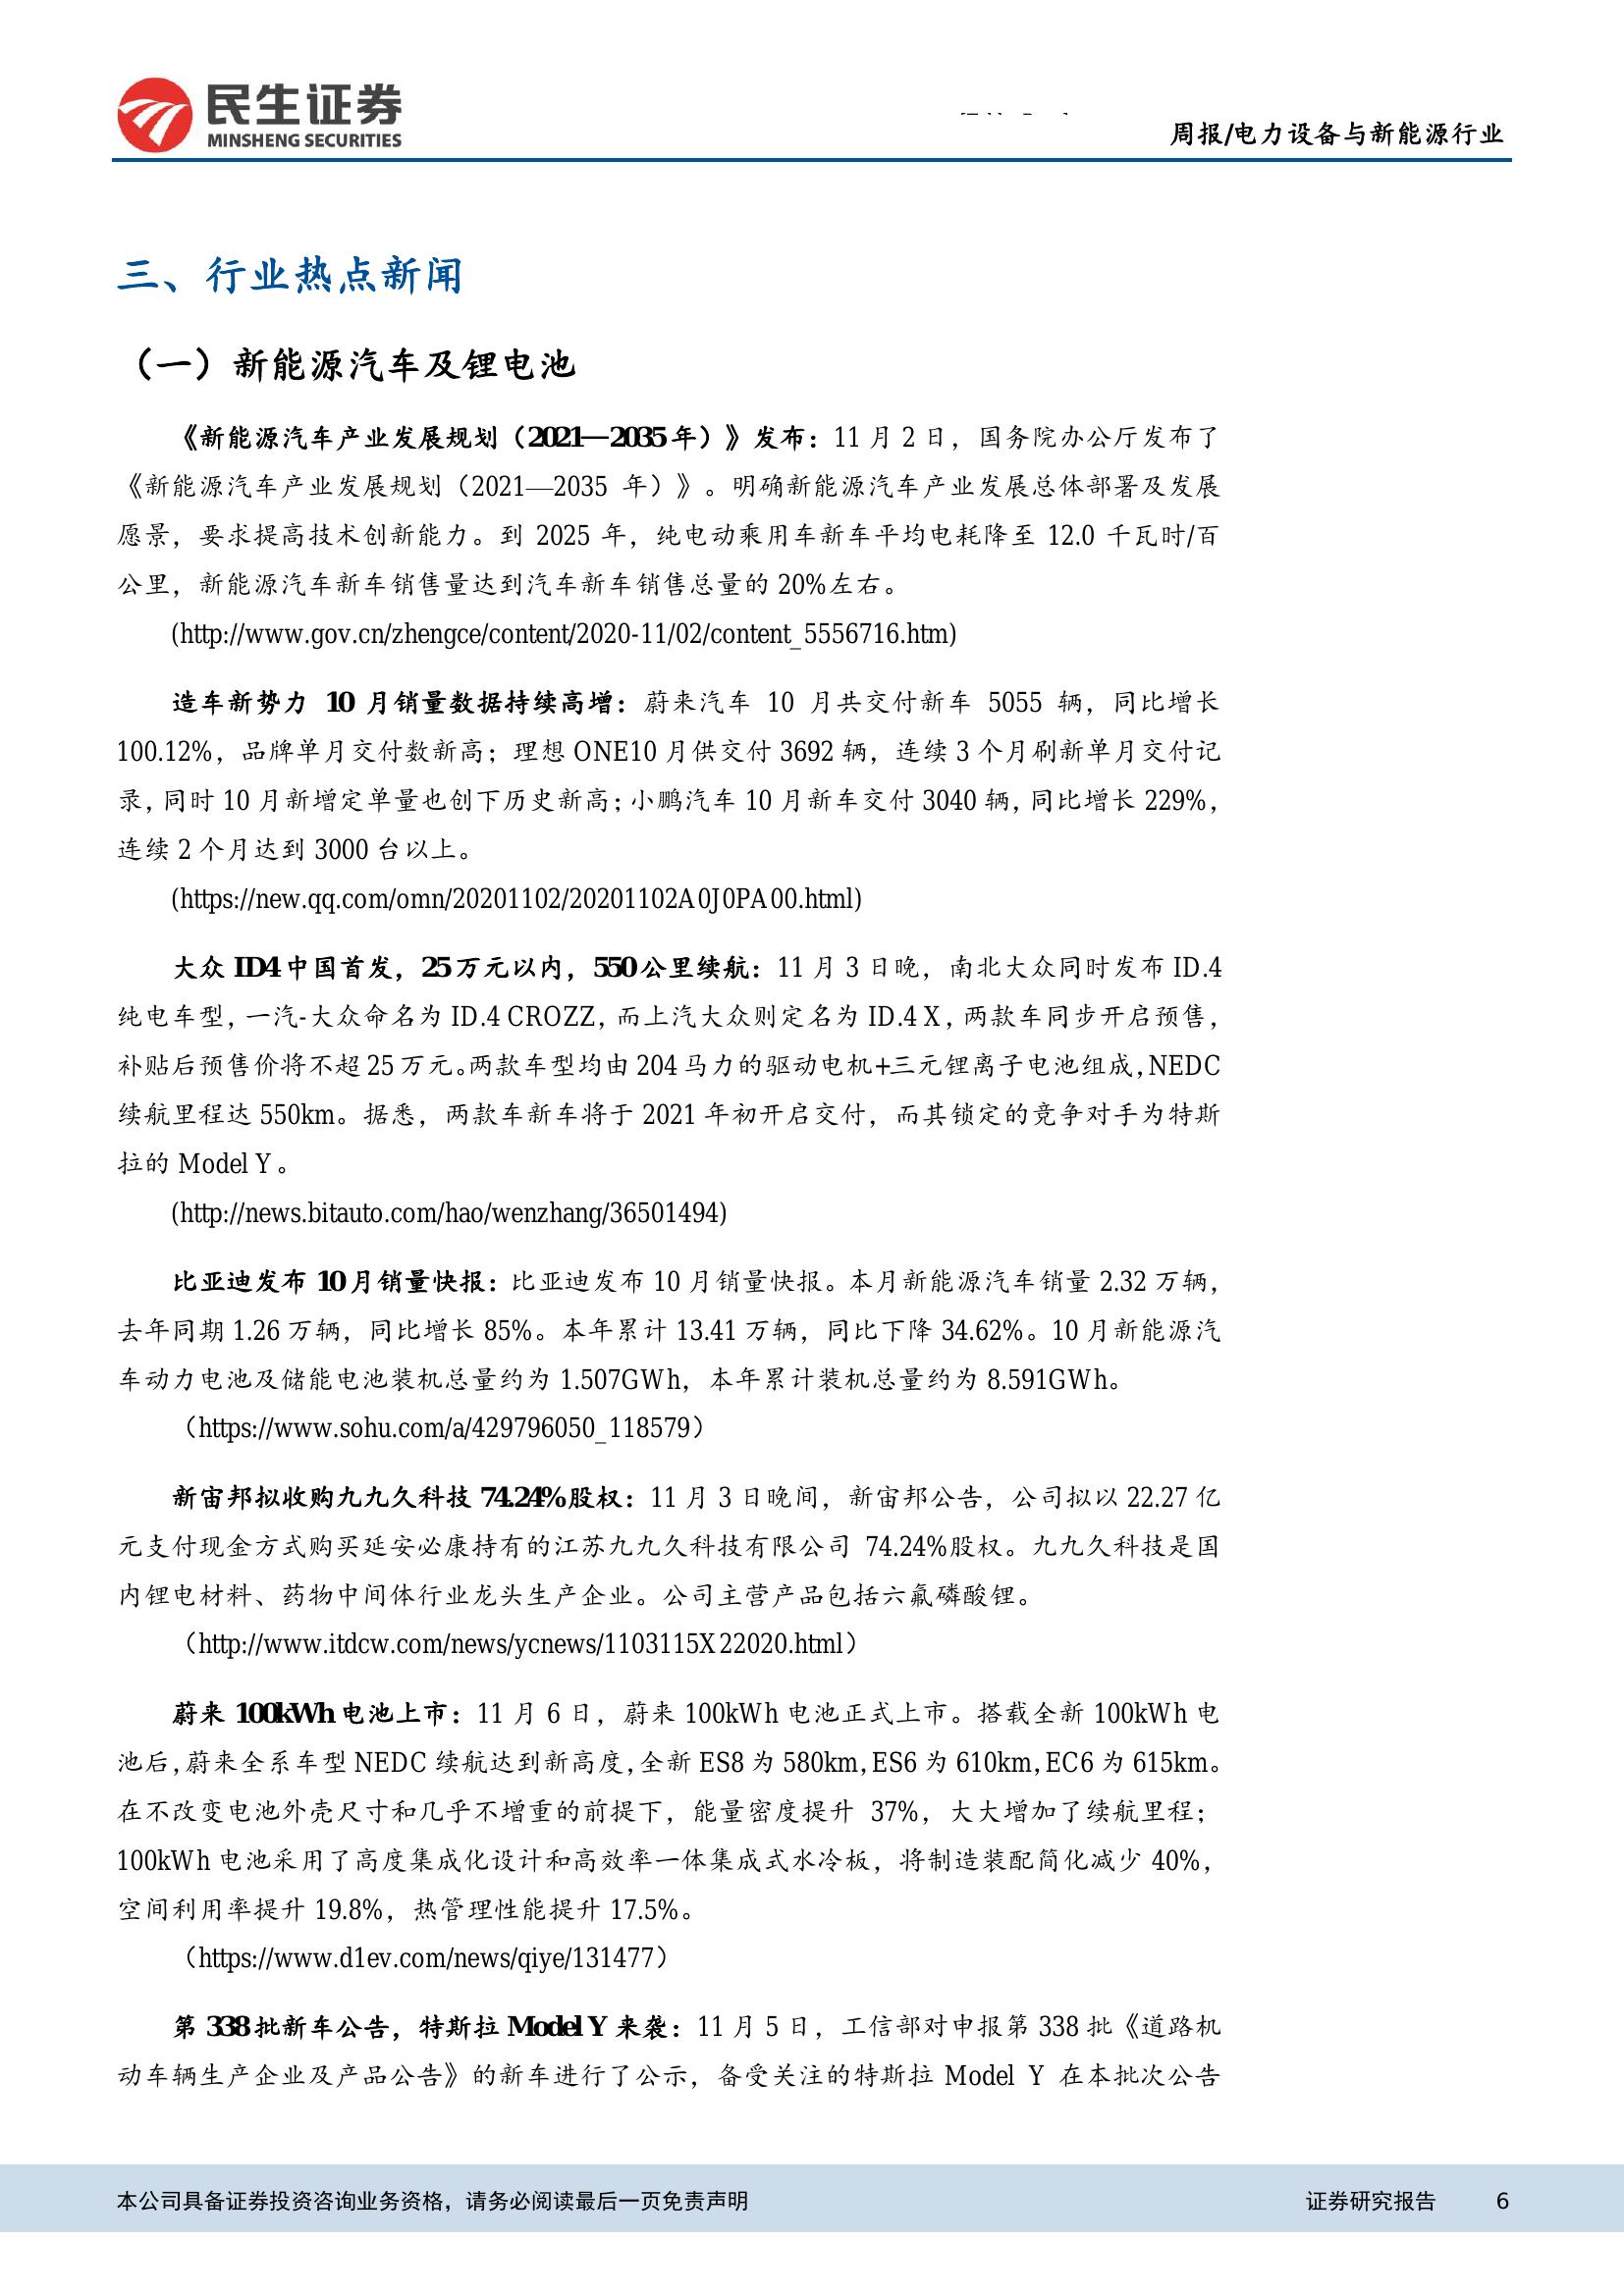 民生证券
MINSHENG SECURITIES
周报/电力设备与新能源行业
三、行业热点新闻
（一）新能源汽车及锂电池
《新能源汽车产业发展规划（2021—2035 年）》发布：11 月 2 日，国务院办公厅发布了
《新能源汽车产业发展规划（2021—2035 年）》。明确新能源汽车产业发展总体部署及发展
愿景，要求提高技术创新能力。到 2025 年，纯电动乘用车新车平均电耗降至 12.0 千瓦时/百
公里，新能源汽车新车销售量达到汽车新车销售总量的 20%左右。
(http://www.gov.cn/zhengce/content/2020-11/02/content_5556716.htm)
造车新势力 10 月销量数据持续高增：蔚来汽车 10 月共交付新车 5055 辆，同比增长
100.12%，品牌单月交付数新高；理想 ONE10 月供交付 3692 辆，连续 3 个月刷新单月交付记
录，同时 10 月新增定单量也创下历史新高；小鹏汽车 10 月新车交付 3040 辆，同比增长 229%，
连续 2 个月达到 3000 台以上。
(https://new.qq.com/omn/20201102/20201102A0J0PA00.html)
大众 ID4 中国首发，25 万元以内，550 公里续航：11 月 3 日晚，南北大众同时发布 ID.4
纯电车型，一汽-大众命名为 ID.4 CROZZ，而上汽大众则定名为 ID.4 X，两款车同步开启预售，
补贴后预售价将不超 25 万元。两款车型均由 204 马力的驱动电机+三元锂离子电池组成，NEDC
续航里程达 550km。据悉，两款车新车将于 2021 年初开启交付，而其锁定的竞争对手为特斯
拉的 Model Y。
(http://news.bitauto.com/hao/wenzhang/36501494)
比亚迪发布 10 月销量快报：比亚迪发布 10 月销量快报。本月新能源汽车销量 2.32 万辆，
去年同期 1.26 万辆，同比增长 85%。本年累计 13.41 万辆，同比下降 34.62%。10 月新能源汽
车动力电池及储能电池装机总量约为 1.507GWh，本年累计装机总量约为 8.591GWh。
（https://www.sohu.com/a/429796050_118579）
新宙邦拟收购九九久科技 74.24%股权：11 月 3 日晚间，新宙邦公告，公司拟以 22.27 亿
元支付现金方式购买延安必康持有的江苏九九久科技有限公司 74.24%股权。九九久科技是国
内锂电材料、药物中间体行业龙头生产企业。公司主营产品包括六氟磷酸锂。
（http://www.itdcw.com/news/ycnews/1103115X22020.html）
蔚来 100kWh 电池上市：11 月 6 日，蔚来 100kWh 电池正式上市。搭载全新 100kWh 电
池后，蔚来全系车型 NEDC 续航达到新高度，全新 ES8 为 580km，ES6 为 610km，EC6 为 615km。
在不改变电池外壳尺寸和几乎不增重的前提下，能量密度提升 37%，大大增加了续航里程；
100kWh 电池采用了高度集成化设计和高效率一体集成式水冷板，将制造装配简化减少 40%，
空间利用率提升 19.8%，热管理性能提升 17.5%。
（https://www.d1ev.com/news/qiye/131477）
第 338 批新车公告，特斯拉 Model Y 来袭：11 月 5 日，工信部对申报第 338 批《道路机
动车辆生产企业及产品公告》的新车进行了公示，备受关注的特斯拉 Model Y 在本批次公告
本公司具备证券投资咨询业务资格，请务必阅读最后一页免责声明
证券研究报告 6